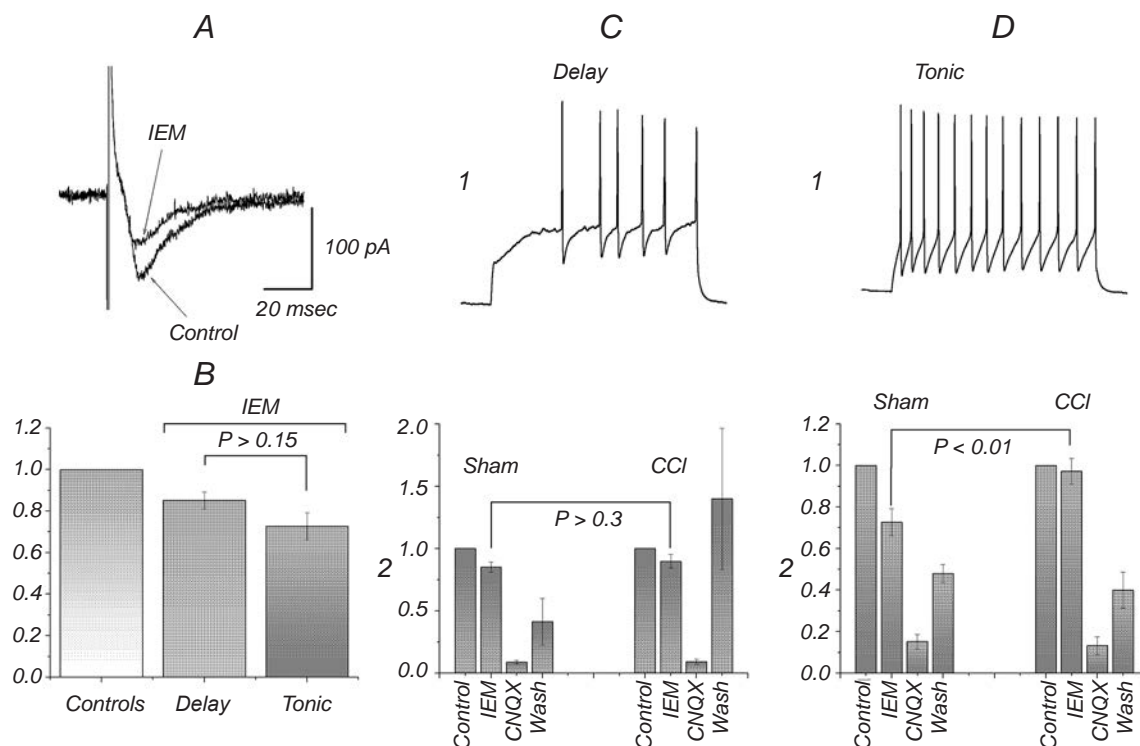 A
IEM
100 pA
20 msec
Control
C
Delay
1
D
Tonic
1
B
IEM
P > 0.15
1.2
1.0
0.8
0.6
0.4
0.2
0.0
Controls
Delay
Tonic
2
2.0
1.5
1.0
0.5
0.0
Sham
CCI
P > 0.3
Control
IEM
CNQX
Wash
Control
IEM
CNQX
Wash
2
1.2
1.0
0.8
0.6
0.4
0.2
0.0
Sham
CCI
P < 0.01
Control
IEM
CNQX
Wash
Control
IEM
CNQX
Wash